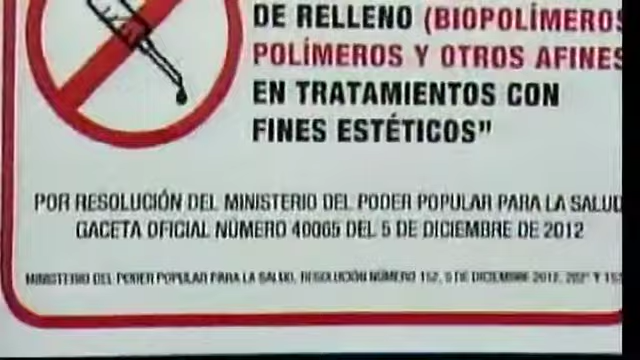 DE RELLENO (BIOPOLÍMEROS
POLÍMEROS Y OTROS AFINES
EN TRATAMIENTOS CON
FINES ESTÉTICOS"
POR RESOLUCIÓN DEL MINISTERIO DEL PODER POPULAR PARA LA SALUD
GACETA OFICIAL NÚMERO 40065 DEL 5 DE DICIEMBRE DE 2012
MINISTERIO DEL PODER POPULAR PARA LA SALUD, RESOLUCIÓN NÚMERO 152, 5 DE DICIEMBRE 2012, 202° Y